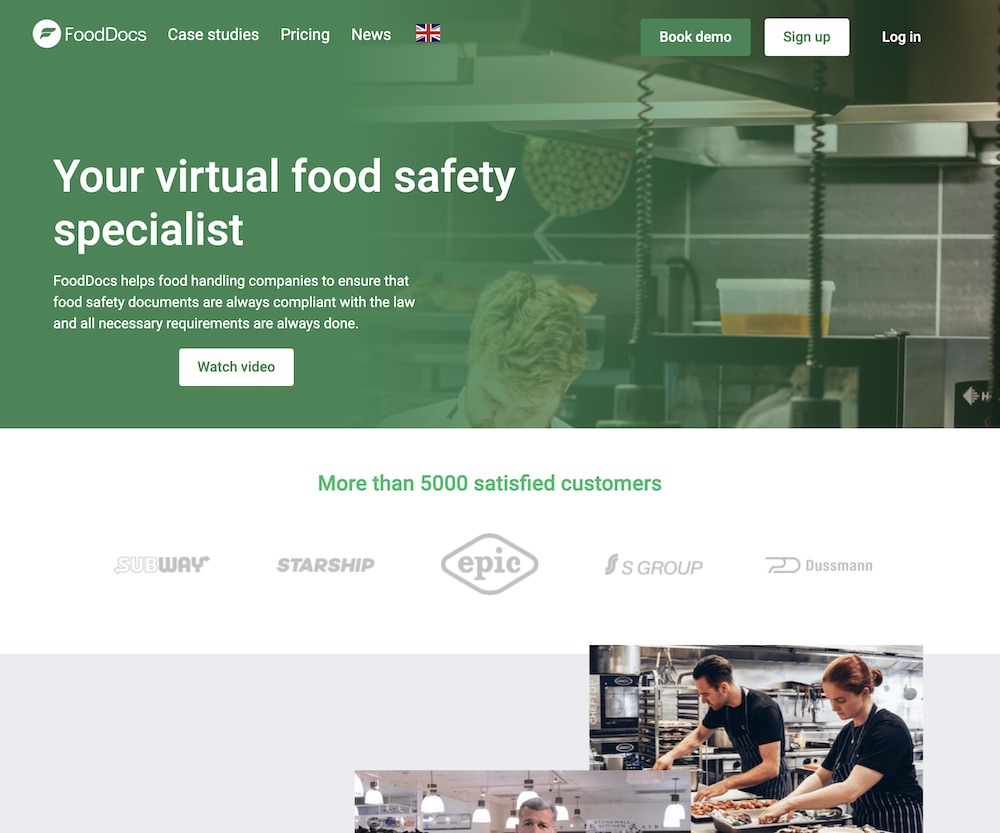 FoodDocs Case studies Pricing News Book demo Sign up Log in
Your virtual food safety
specialist
FoodDocs helps food handling companies to ensure that
food safety documents are always compliant with the law
and all necessary requirements are always done.
Watch video
More than 5000 satisfied customers
SUBWAY STARSHIP epic S GROUP Dussmann
STONEWALL
KITCHEN